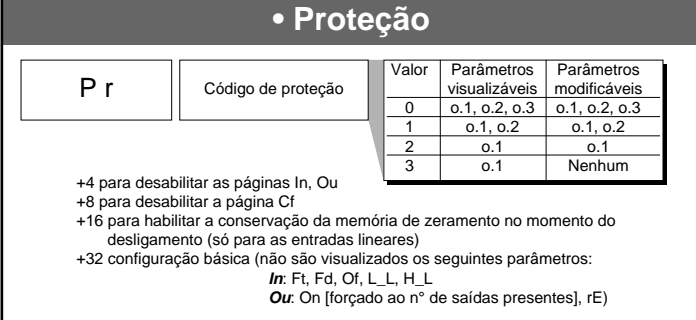 • Proteção
P r
Código de proteção
Valor Parâmetros visualizáveis Parâmetros modificáveis
0 o.1, o.2, o.3 o.1, o.2, o.3
1 o.1, o.2 o.1, o.2
2 o.1 o.1
3 o.1 Nenhum
+4 para desabilitar as páginas In, Ou
+8 para desabilitar a página Cf
+16 para habilitar a conservação da memória de zeramento no momento do
desligamento (só para as entradas lineares)
+32 configuração básica (não são visualizados os seguintes parâmetros:
In: Ft, Fd, Of, L_L, H_L
Ou: On [forçado ao n° de saídas presentes], rE)